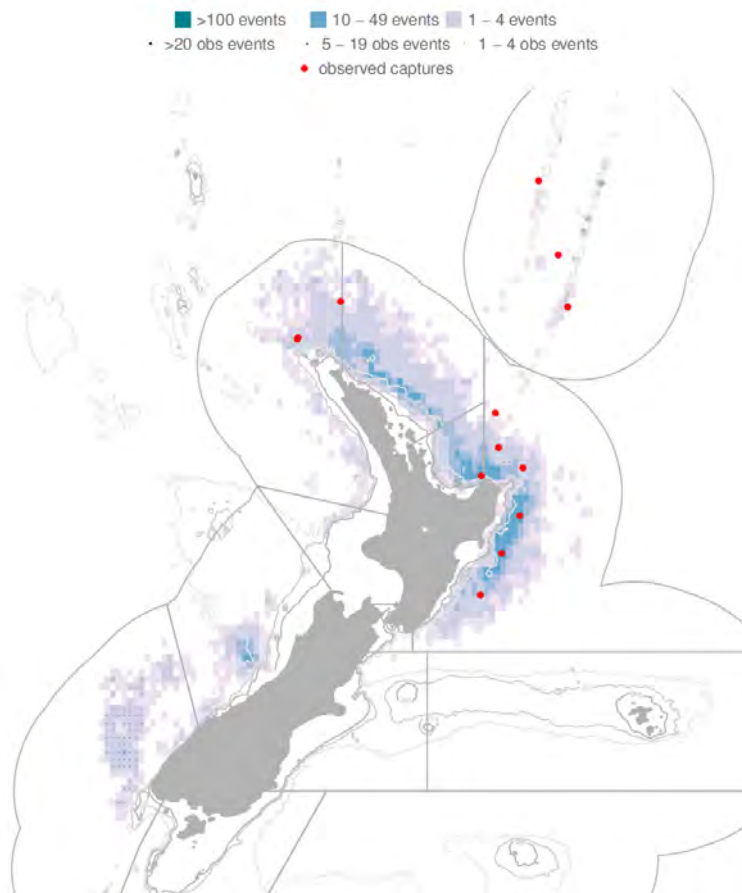 >100 events 10 – 49 events 1 – 4 events
>20 obs events 5 – 19 obs events 1 – 4 obs events
observed captures